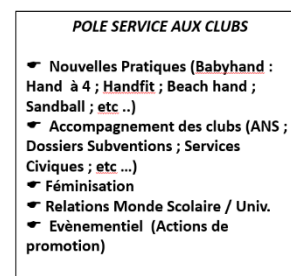 POLE SERVICE AUX CLUBS
☛ Nouvelles Pratiques (Babyhand :
Hand à 4 ; Handfit ; Beach hand ;
Sandball ; etc ..)
☛ Accompagnement des clubs (ANS ;
Dossiers Subventions ; Services
Civiques ; etc ...)
☛ Féminisation
☛ Relations Monde Scolaire / Univ.
☛ Evènementiel (Actions de
promotion)